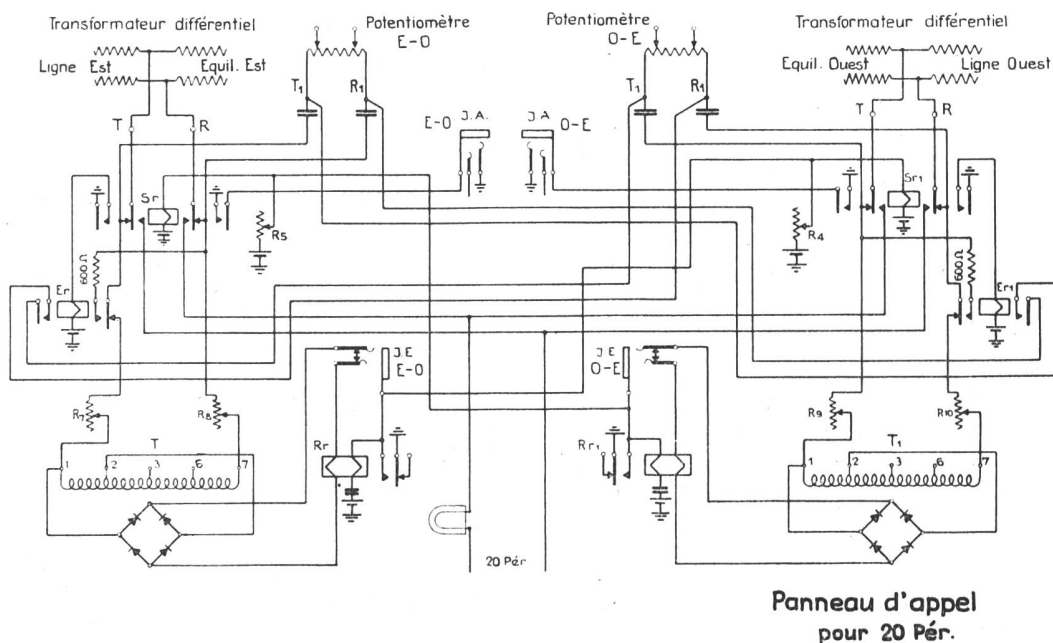 Transformateur différentiel
Potentiomètre
E-O
Potentiomètre
O-E
Transformateur différentiel
Ligne Est
Equil. Est
Equil. Ouest
Ligne Ouest
T
R
T1
R1
T1
R1
T
R
E-O
J.A.
J.A
O-E
Sr
Sr1
R5
R4
600Ω
600Ω
Er
Er1
J.E
E-O
J.E
O-E
R7
R8
R9
R10
T
T1
1
2
3
6
7
1
2
3
6
7
Rr
Rr1
20 Pér
Panneau d'appel
pour 20 Pér.